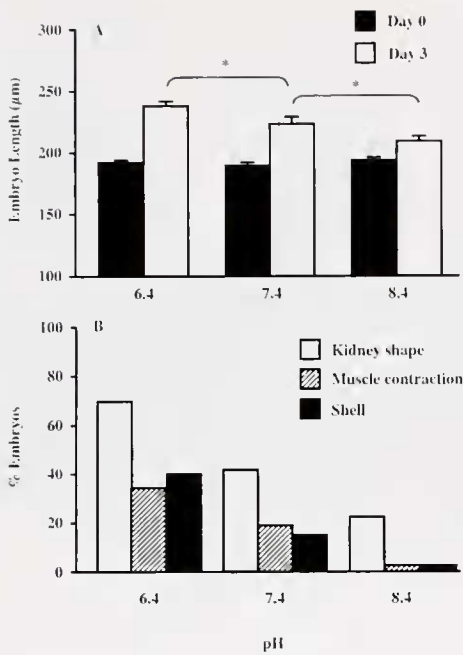 A
Day 0
Day 3
300
250
200
150
100
Embryo Length (µm)
*
*
6.4
7.4
8.4
B
Kidney shape
Muscle contraction
Shell
100
80
60
40
20
0
% Embryos
6.4
7.4
8.4
pH